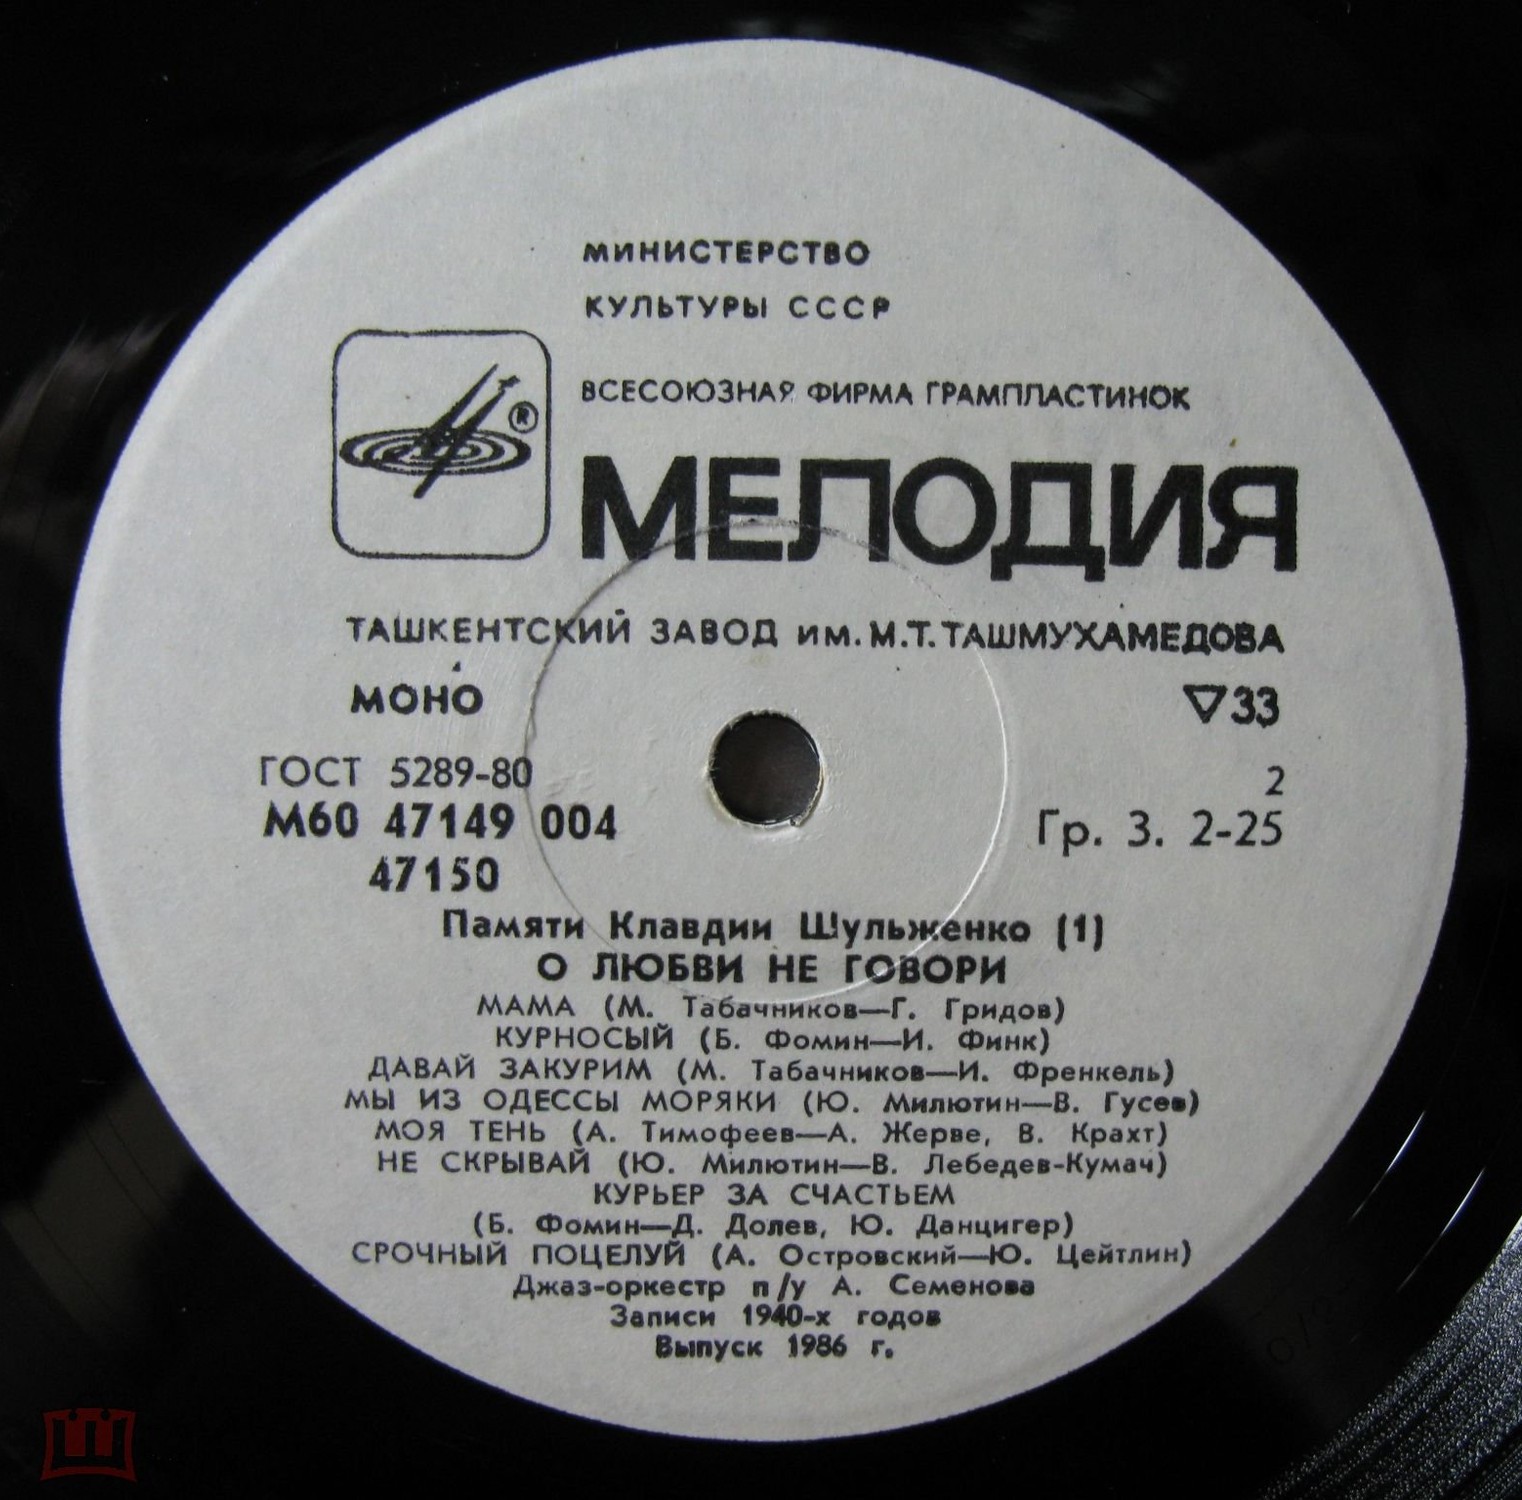 МИНИСТЕРСТВО
КУЛЬТУРЫ СССР
ВСЕСОЮЗНАЯ ФИРМА ГРАМПЛАСТИНОК
®
МЕЛОДИЯ
ТАШКЕНТСКИЙ ЗАВОД ИМ. М.Т. ТАШМУХАМЕДОВА
МОНО ▽33
ГОСТ 5289-80 2
М60 47149 004 Гр. 3. 2-25
47150
Памяти Клавдии Шульженко (1)
О ЛЮБВИ НЕ ГОВОРИ
МАМА (М. Табачников—Г. Гридов)
КУРНОСЫЙ (Б. Фомин—И. Финк)
ДАВАЙ ЗАКУРИМ (М. Табачников—И. Френкель)
МЫ ИЗ ОДЕССЫ МОРЯКИ (Ю. Милютин—В. Гусев)
МОЯ ТЕНЬ (А. Тимофеев—А. Жерве, В. Крахт)
НЕ СКРЫВАЙ (Ю. Милютин—В. Лебедев-Кумач)
КУРЬЕР ЗА СЧАСТЬЕМ
(Б. Фомин—Д. Долев, Ю. Данцигер)
СРОЧНЫЙ ПОЦЕЛУЙ (А. Островский—Ю. Цейтлин)
Джаз-оркестр п/у А. Семенова
Записи 1940-х годов
Выпуск 1986 г.